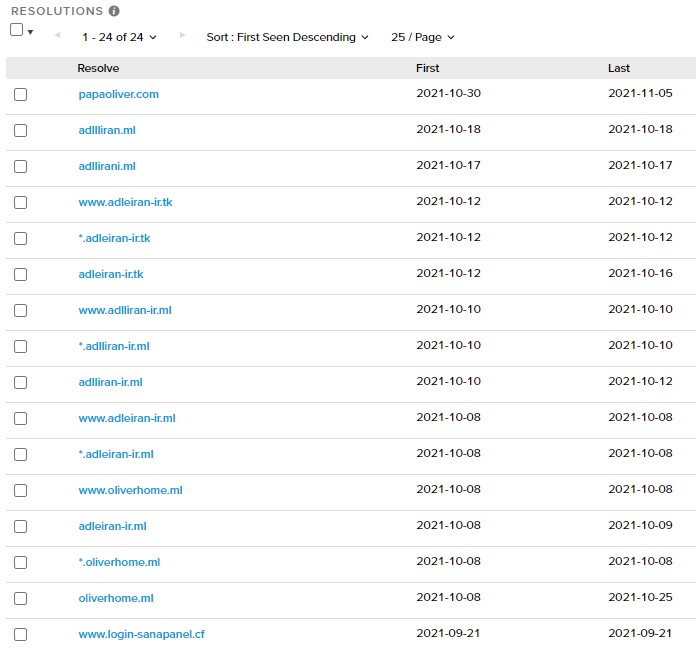 RESOLUTIONS
1 - 24 of 24 Sort : First Seen Descending 25 / Page
Resolve First Last
papaoliver.com 2021-10-30 2021-11-05
adllliran.ml 2021-10-18 2021-10-18
adllirani.ml 2021-10-17 2021-10-17
www.adleiran-ir.tk 2021-10-12 2021-10-12
*.adleiran-ir.tk 2021-10-12 2021-10-12
adleiran-ir.tk 2021-10-12 2021-10-16
www.adlliran-ir.ml 2021-10-10 2021-10-10
*.adlliran-ir.ml 2021-10-10 2021-10-10
adlliran-ir.ml 2021-10-10 2021-10-12
www.adleiran-ir.ml 2021-10-08 2021-10-08
*.adleiran-ir.ml 2021-10-08 2021-10-08
www.oliverhome.ml 2021-10-08 2021-10-08
adleiran-ir.ml 2021-10-08 2021-10-09
*.oliverhome.ml 2021-10-08 2021-10-08
oliverhome.ml 2021-10-08 2021-10-25
www.login-sanapanel.cf 2021-09-21 2021-09-21